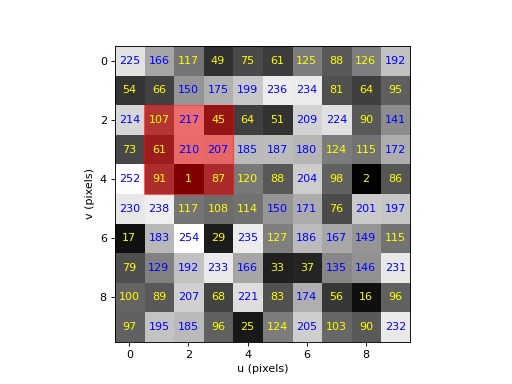 0 225 166 117 49 75 61 125 88 126 192
54 66 150 175 199 236 234 81 64 95
2 214 107 217 45 64 51 209 224 90 141
73 61 210 207 185 187 180 124 115 172
4 252 91 1 87 120 88 204 98 2 86
230 238 117 108 114 150 171 76 201 197
6 17 183 254 29 235 127 186 167 149 115
79 129 192 233 166 33 37 135 146 231
8 100 89 207 68 221 83 174 56 16 96
97 195 185 96 25 124 205 103 90 232
0 2 4 6 8
u (pixels)
v (pixels)